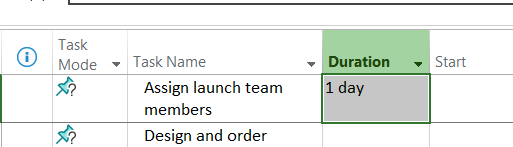 Task
Mode
Task Name
Duration
Start
Assign launch team
members
1 day
Design and order